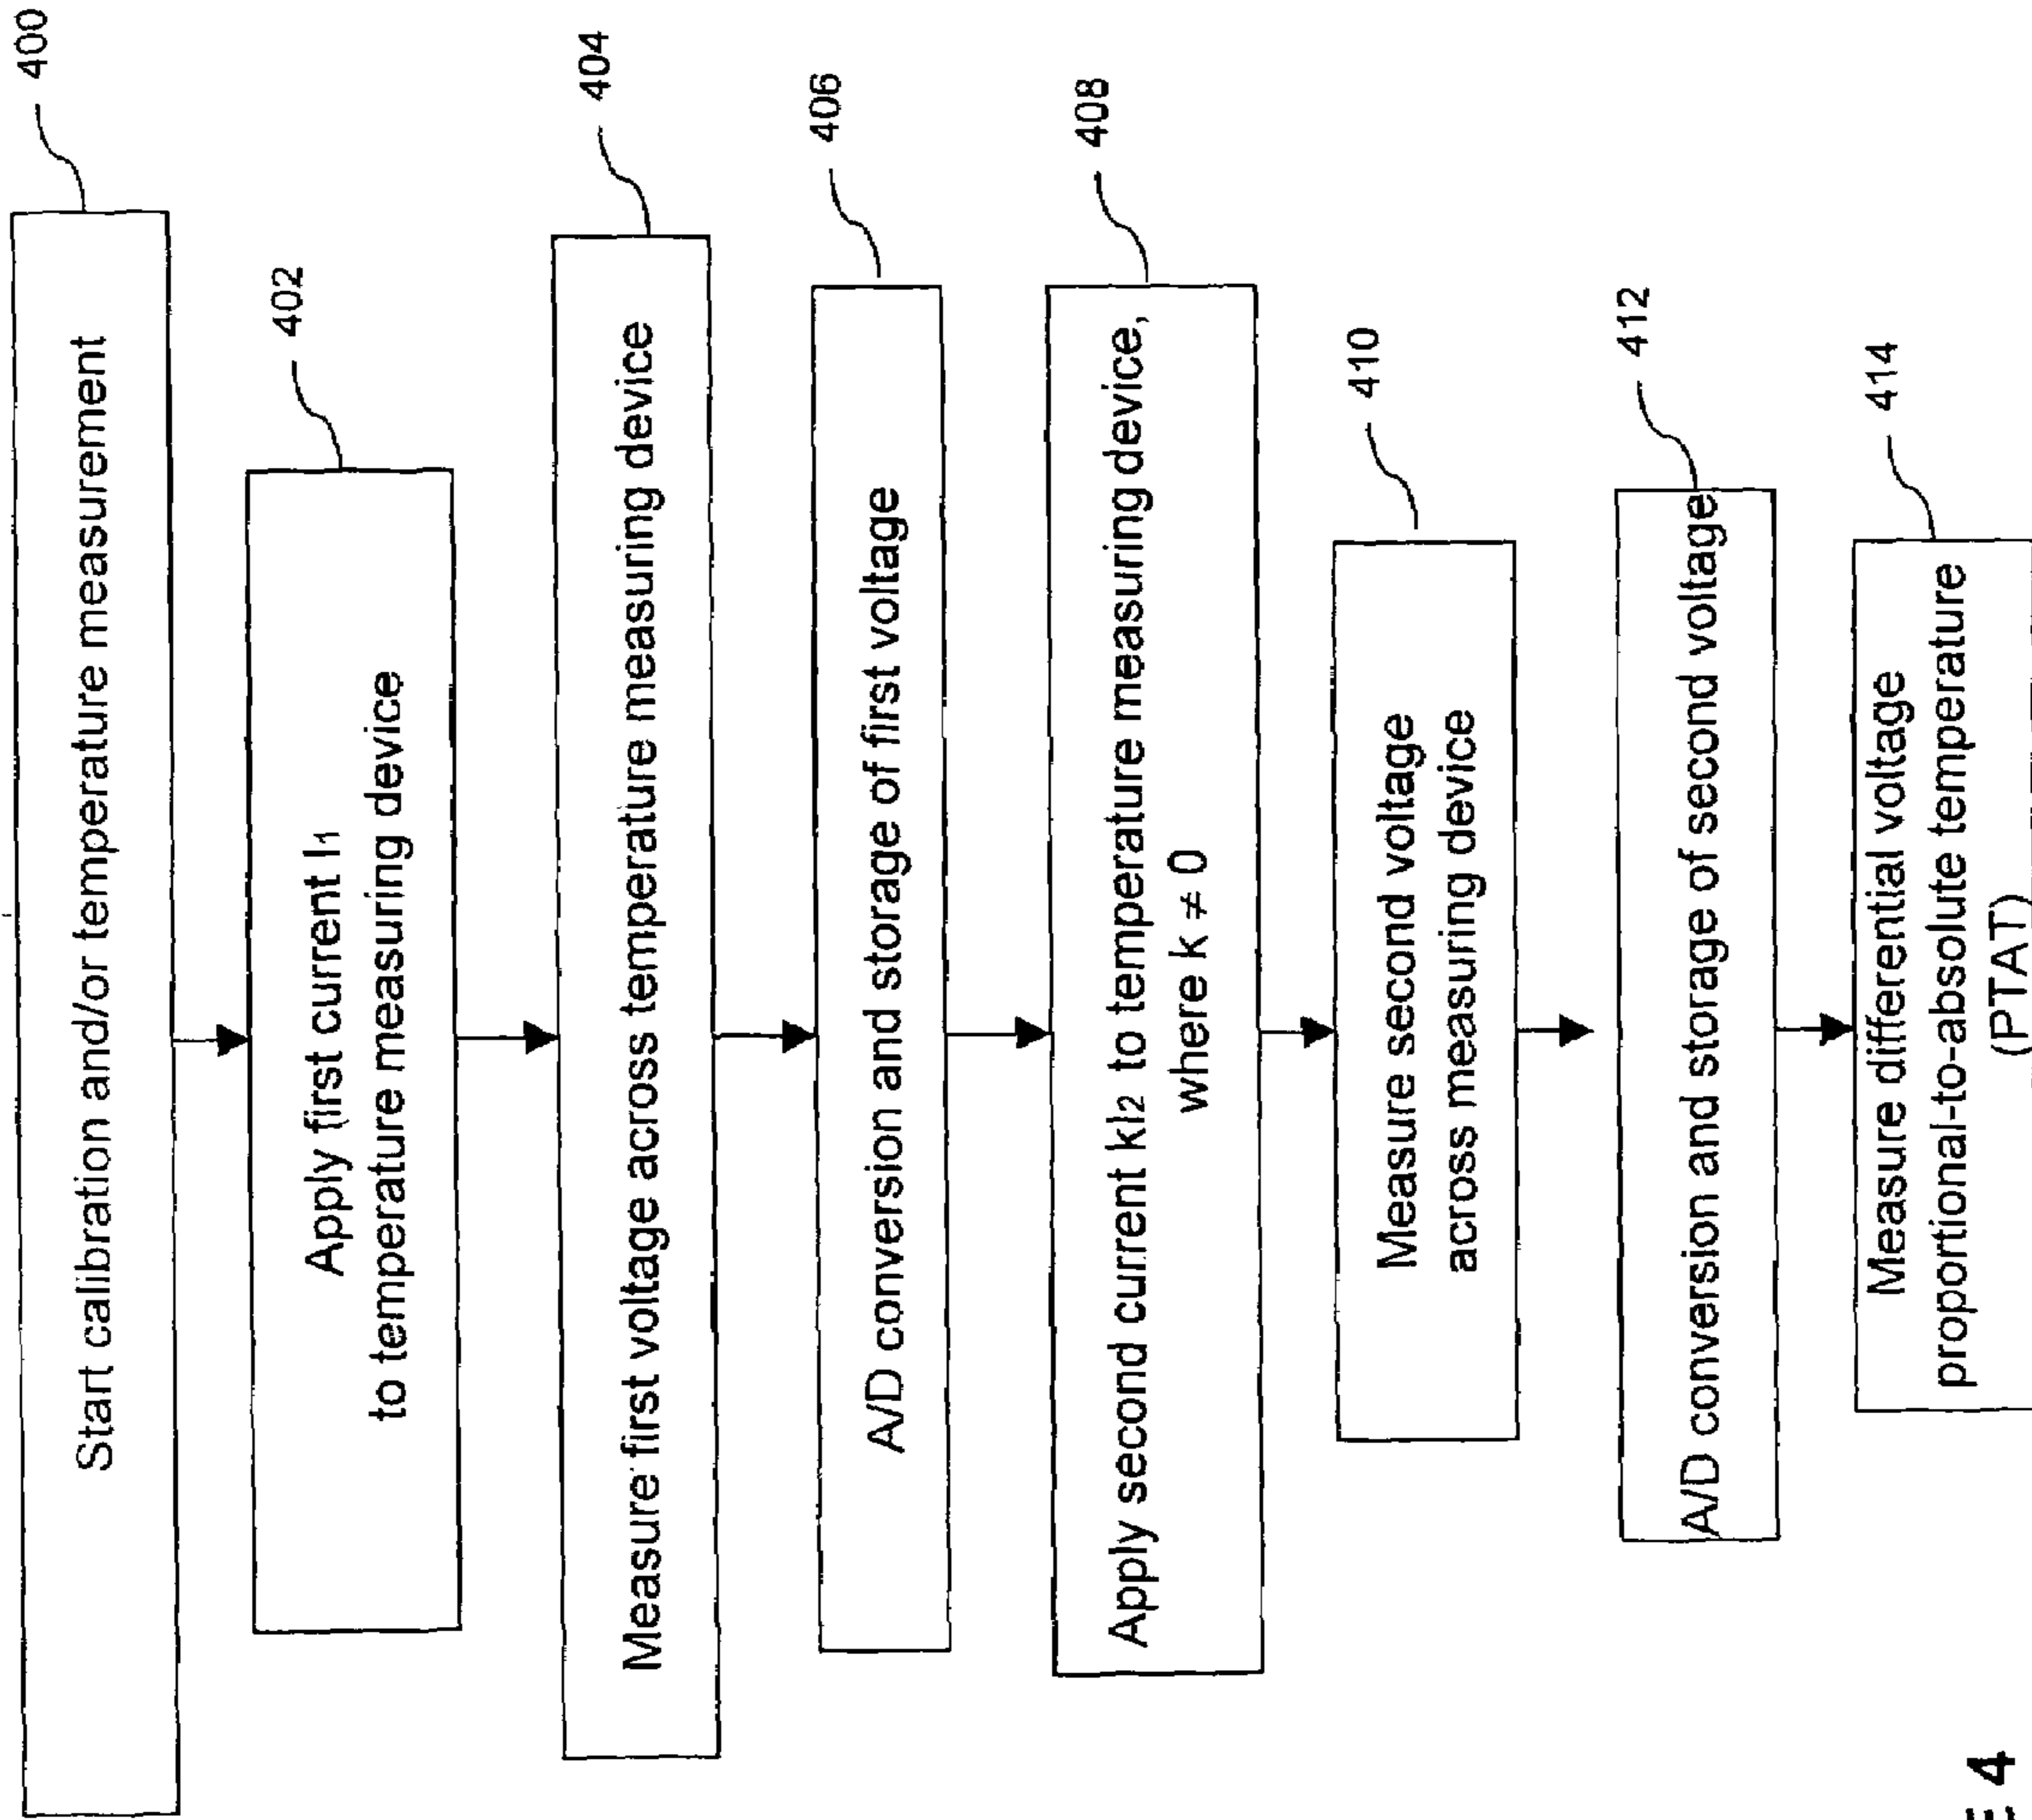 400
Start calibration and/or temperature measurement
402
Apply first current I1
to temperature measuring device
404
Measure first voltage across temperature measuring device
406
A/D conversion and storage of first voltage
408
Apply second current kI2 to temperature measuring device,
where k ≠ 0
410
Measure second voltage
across measuring device
412
A/D conversion and storage of second voltage
414
Measure differential voltage
proportional-to-absolute temperature
(PTAT)
4